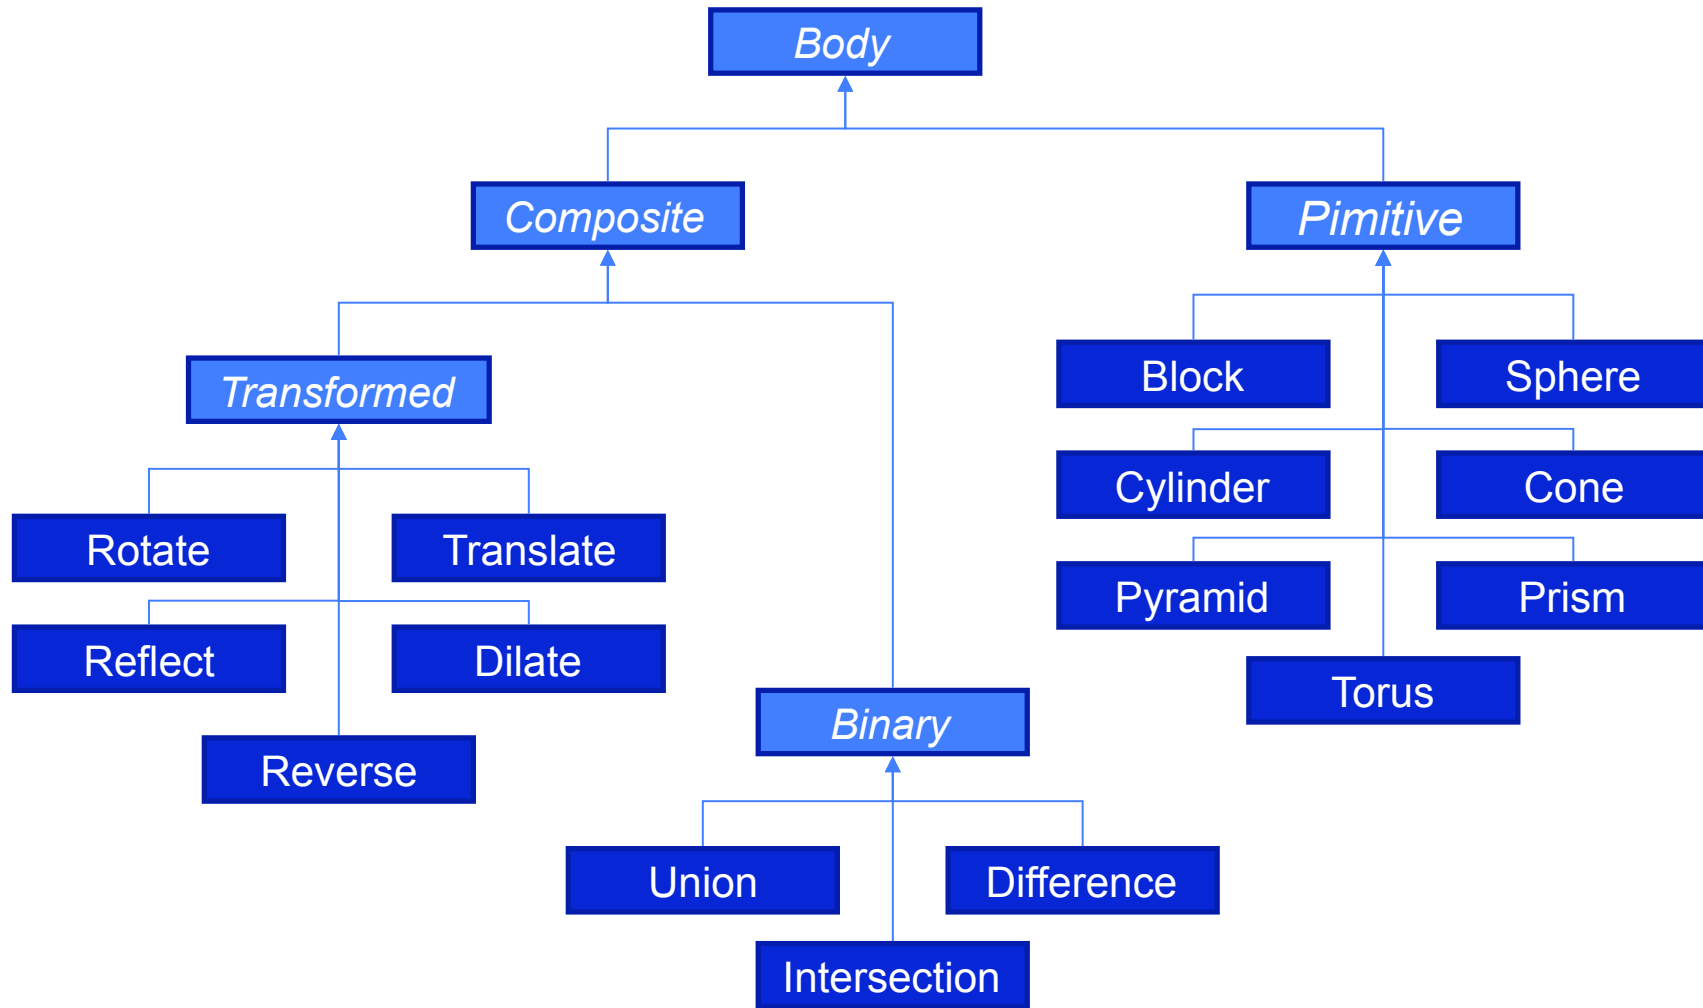 Body
Composite
Pimitive
Transformed
Block
Sphere
Cylinder
Cone
Rotate
Translate
Pyramid
Prism
Reflect
Dilate
Torus
Binary
Reverse
Union
Difference
Intersection